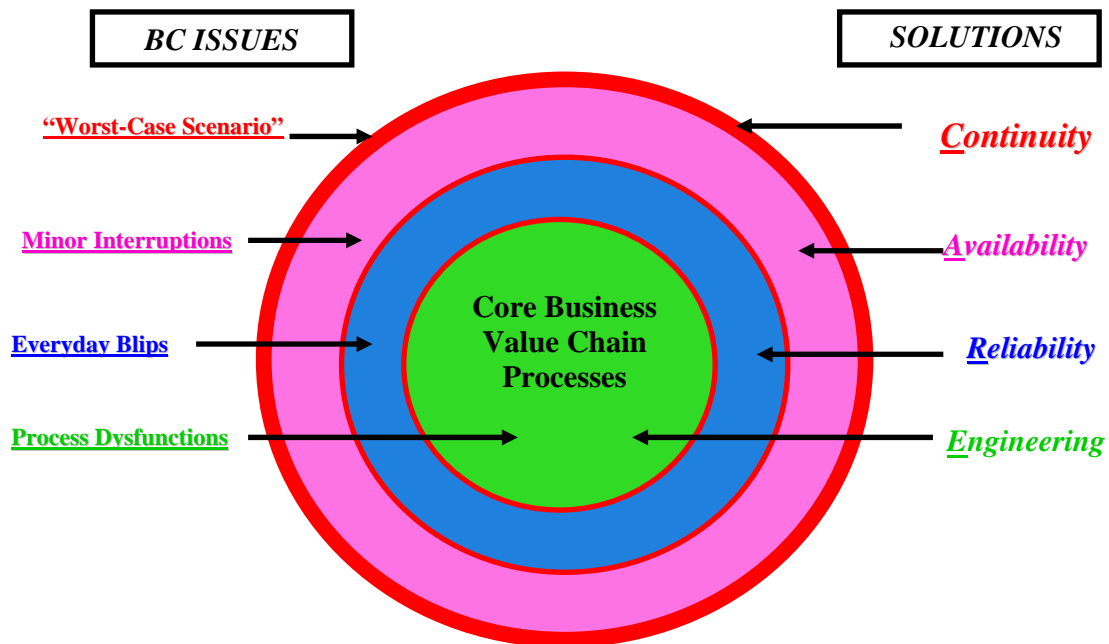 BC ISSUES
SOLUTIONS
“Worst-Case Scenario”
Continuity
Minor Interruptions
Availability
Core Business
Value Chain
Processes
Everyday Blips
Reliability
Process Dysfunctions
Engineering